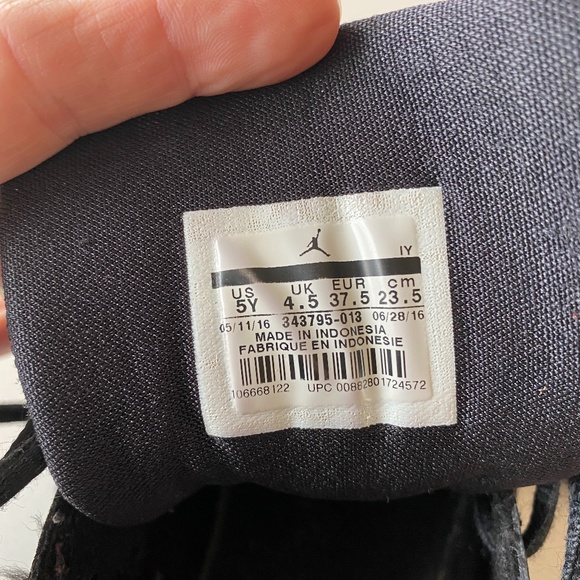 IY
US UK EUR cm
5Y 4.5 37.5 23.5
05/11/16 343795-013 06/28/16
MADE IN INDONESIA
FABRIQUE EN INDONESIE
106668122 UPC 00882801724572